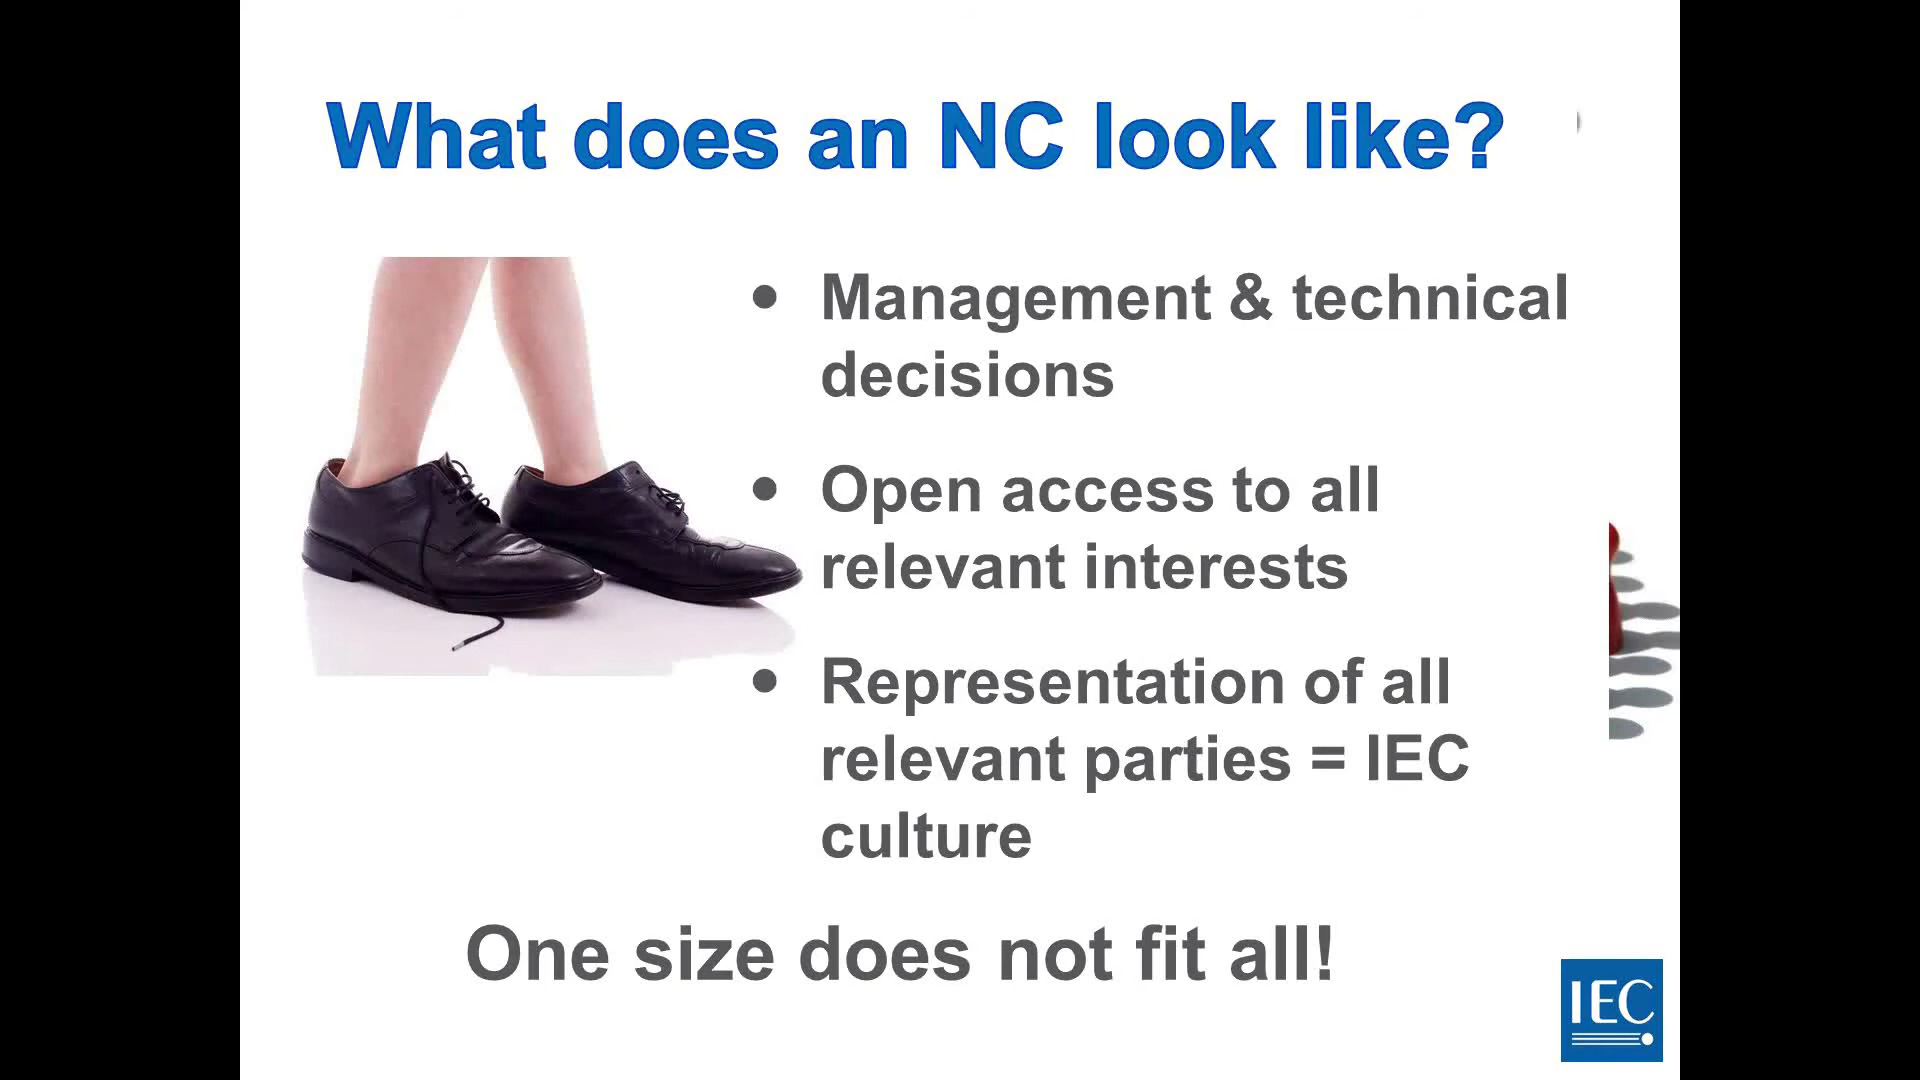 What does an NC look like?
• Management & technical
decisions
• Open access to all
relevant interests
• Representation of all
relevant parties = IEC
culture
One size does not fit all!
IEC